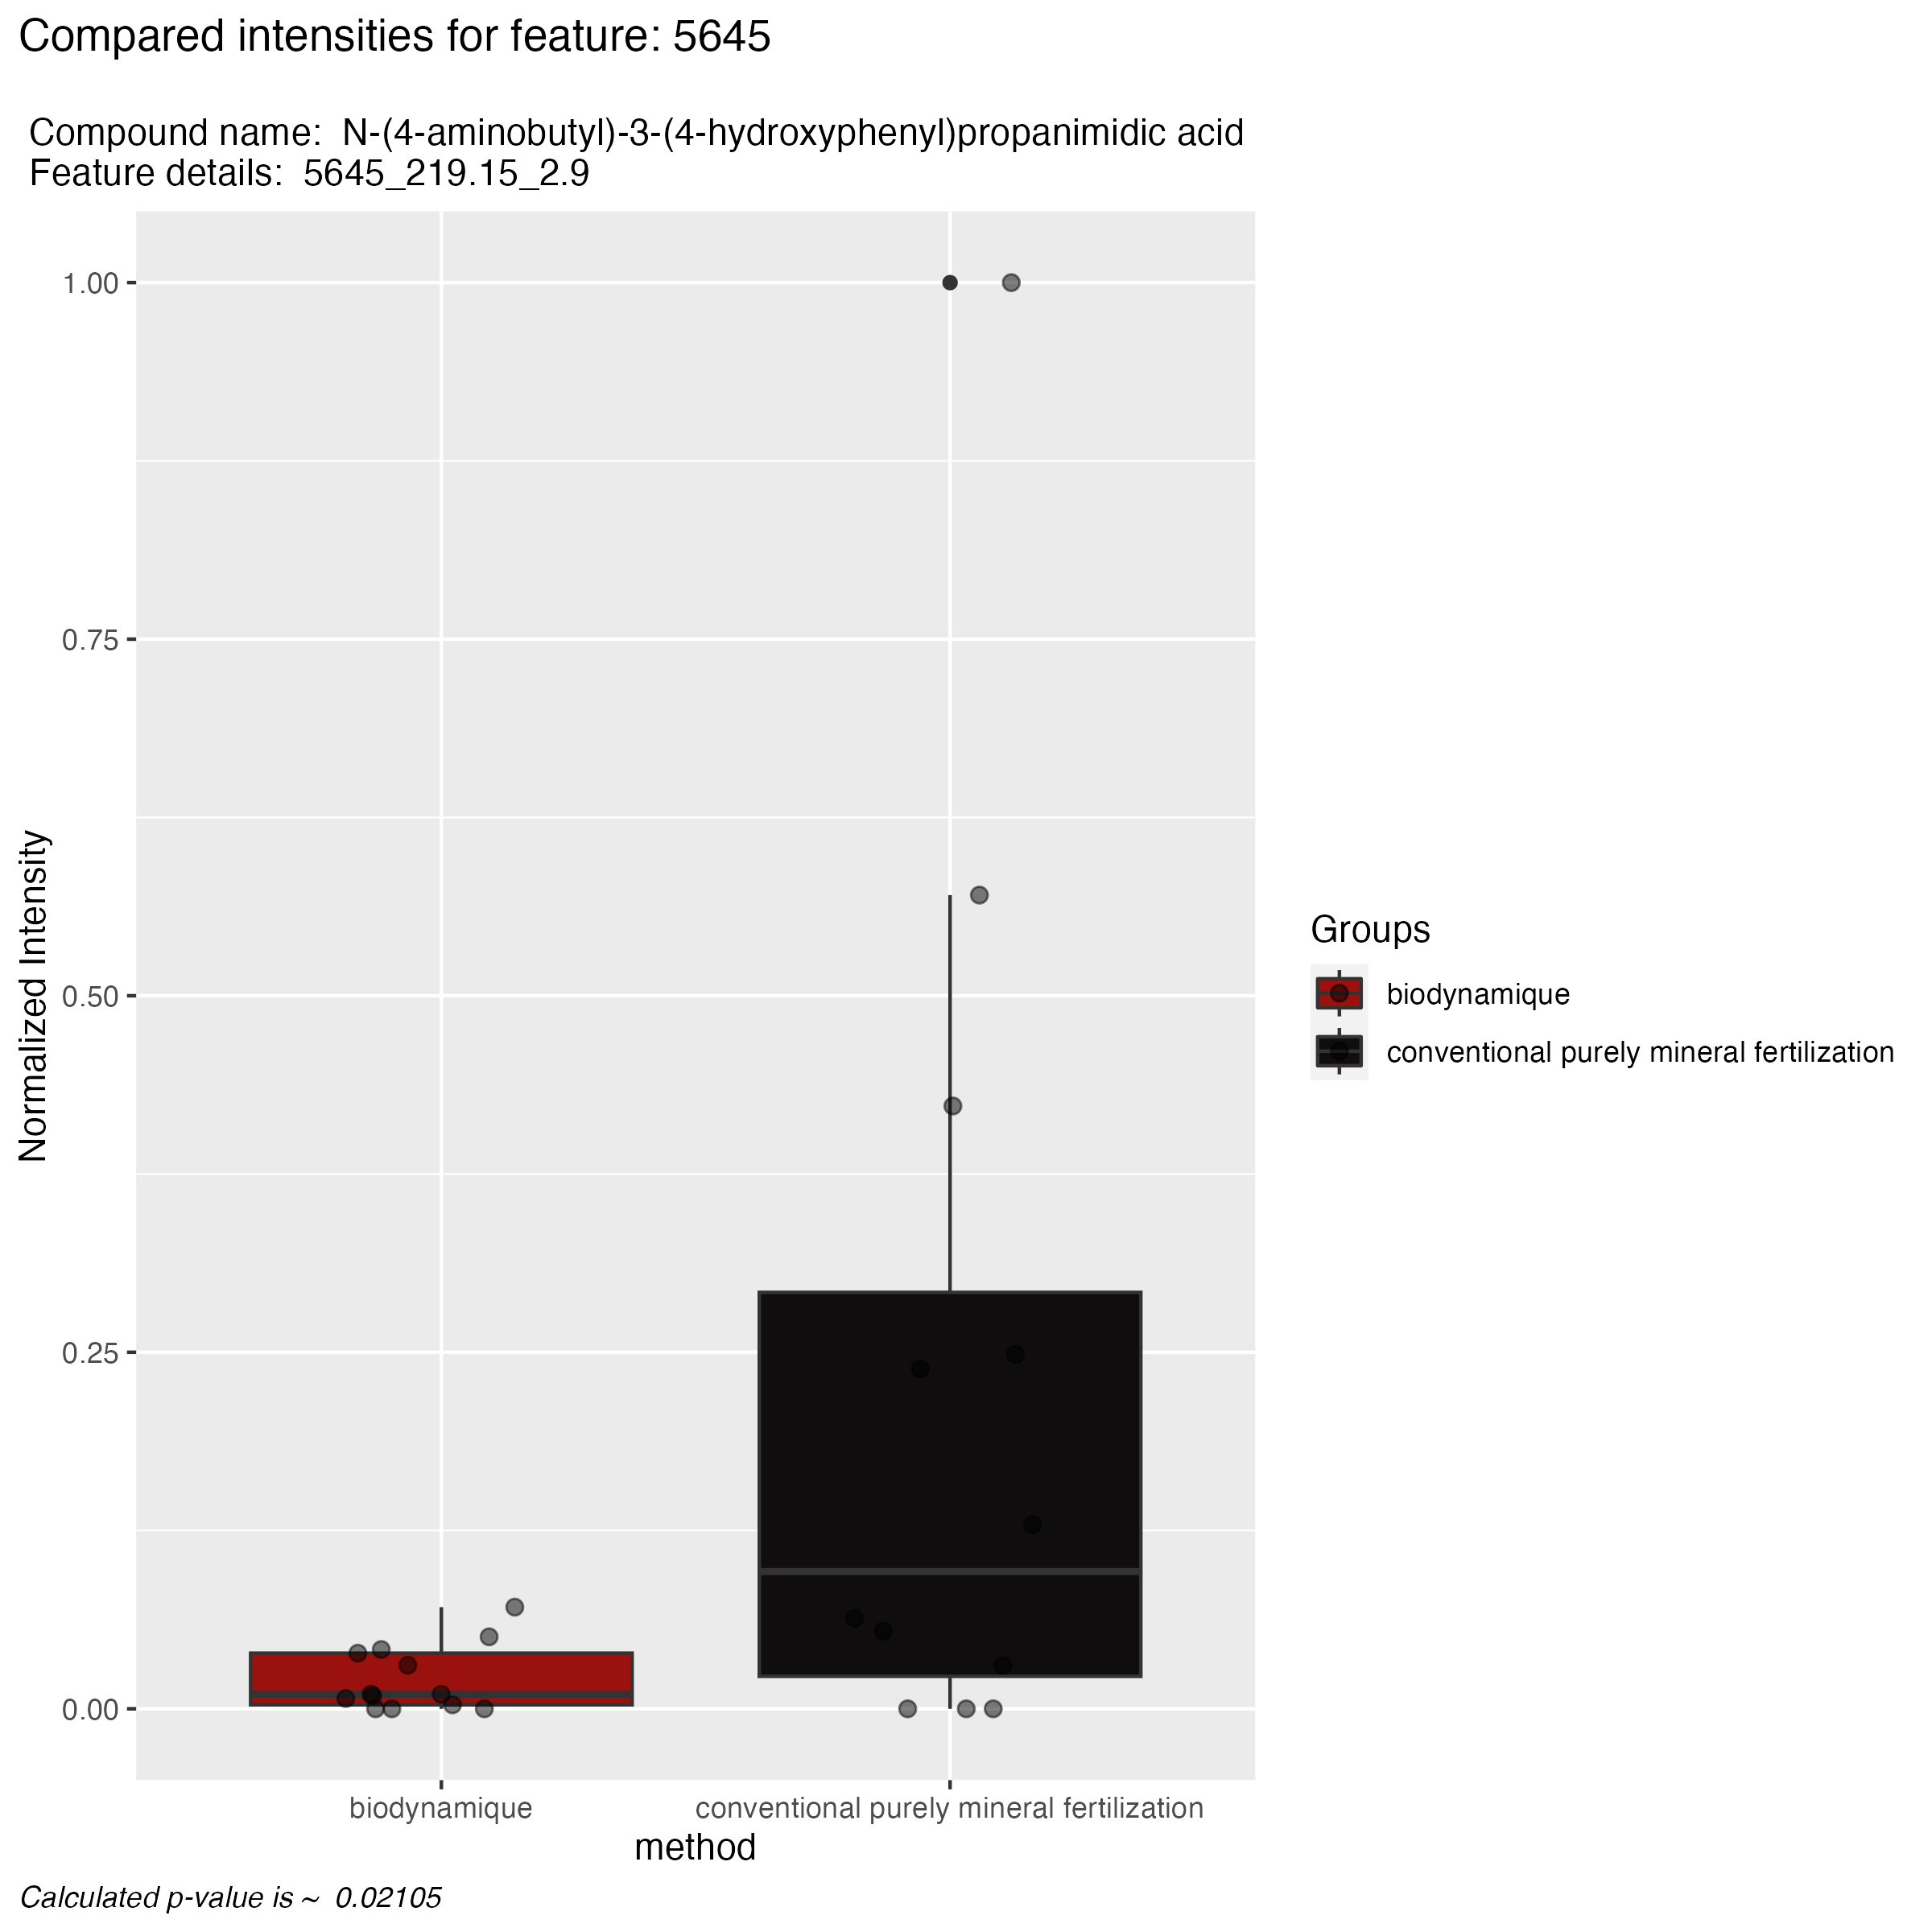 Compared intensities for feature: 5645
Compound name:  N-(4-aminobutyl)-3-(4-hydroxyphenyl)propanimidic acid
Feature details:  5645_219.15_2.9
Normalized Intensity
1.00
0.75
0.50
0.25
0.00
biodynamique
conventional purely mineral fertilization
method
Groups
biodynamique
conventional purely mineral fertilization
Calculated p-value is ~  0.02105